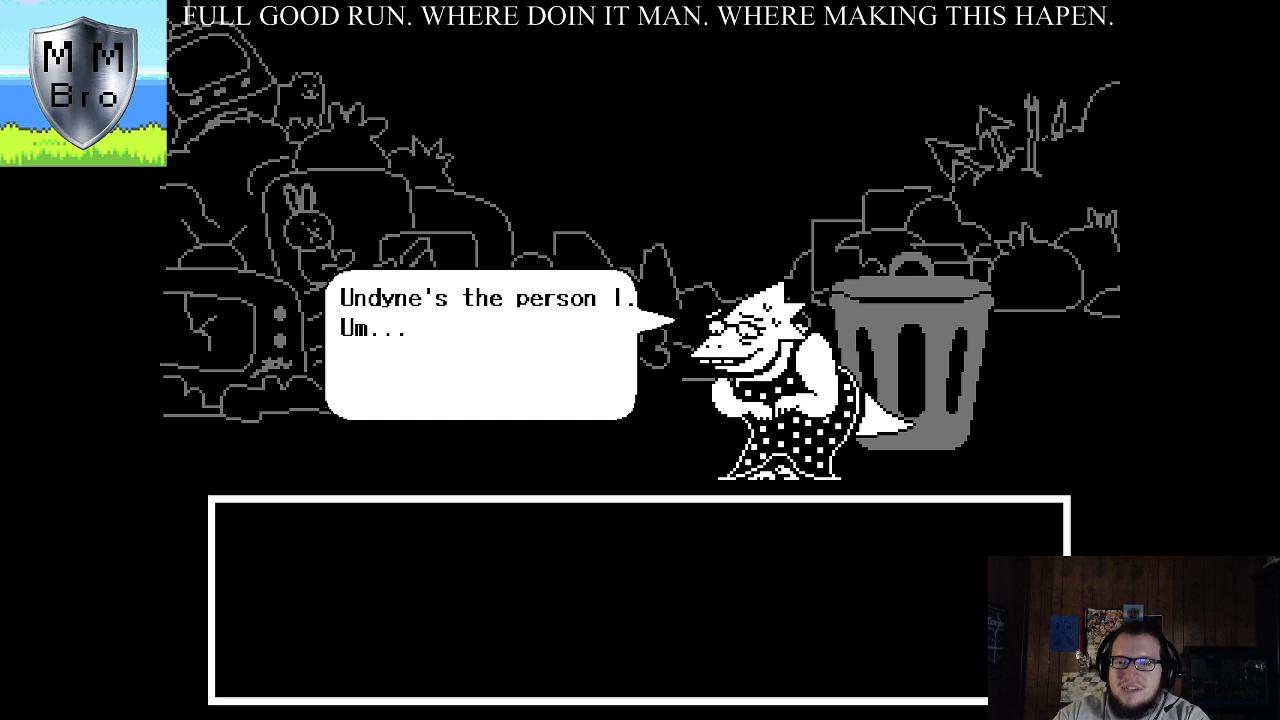 FULL GOOD RUN. WHERE DOIN IT MAN. WHERE MAKING THIS HAPEN.
M M
Bro
Undyne's the person I.
Um...